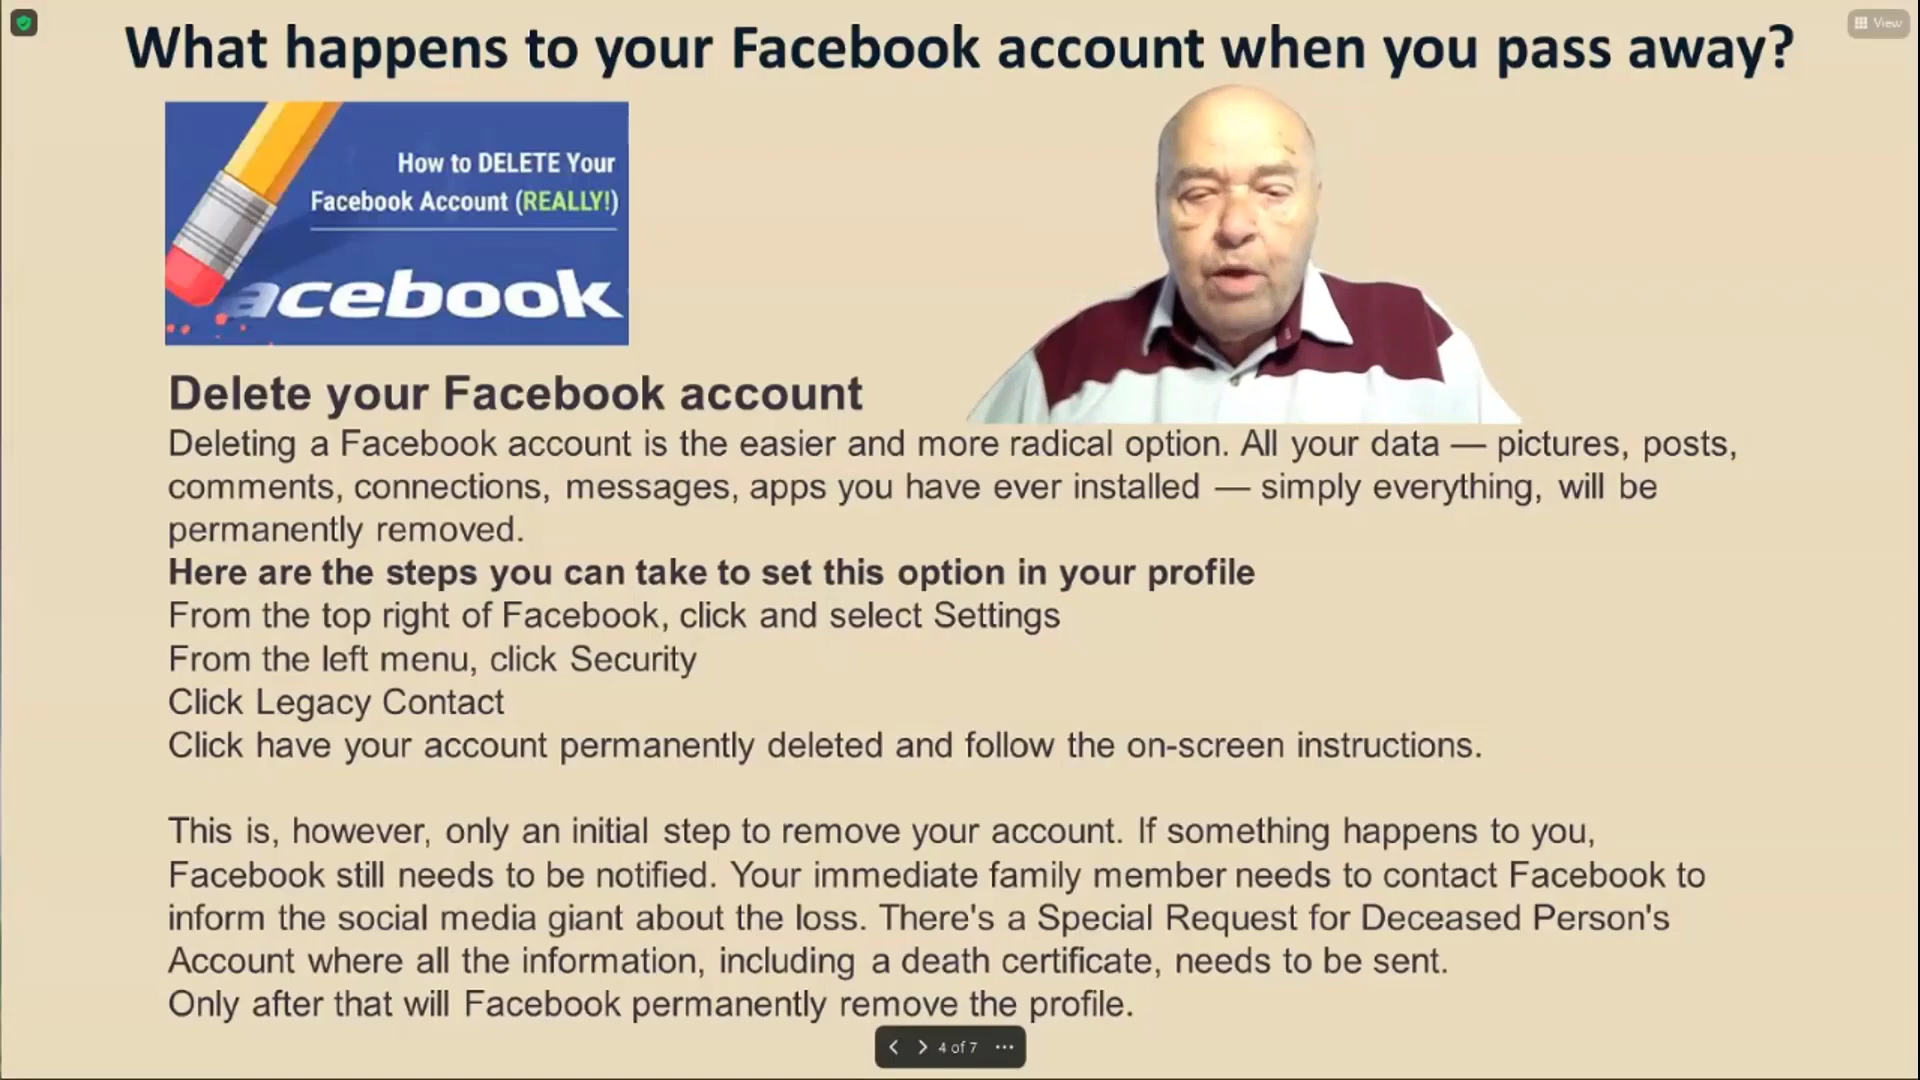 View
What happens to your Facebook account when you pass away?
How to DELETE Your
Facebook Account (REALLY!)
acebook
Delete your Facebook account
Deleting a Facebook account is the easier and more radical option. All your data — pictures, posts,
comments, connections, messages, apps you have ever installed — simply everything, will be
permanently removed.
Here are the steps you can take to set this option in your profile
From the top right of Facebook, click and select Settings
From the left menu, click Security
Click Legacy Contact
Click have your account permanently deleted and follow the on-screen instructions.
This is, however, only an initial step to remove your account. If something happens to you,
Facebook still needs to be notified. Your immediate family member needs to contact Facebook to
inform the social media giant about the loss. There's a Special Request for Deceased Person's
Account where all the information, including a death certificate, needs to be sent.
Only after that will Facebook permanently remove the profile.
4 of 7